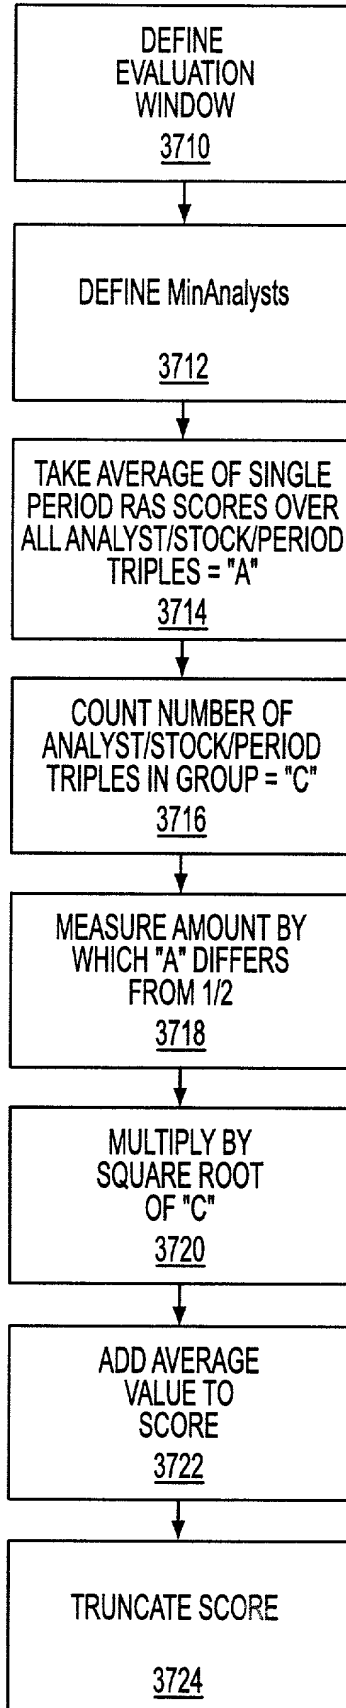 DEFINE
EVALUATION
WINDOW
3710
DEFINE MinAnalysts
3712
TAKE AVERAGE OF SINGLE
PERIOD RAS SCORES OVER
ALL ANALYST/STOCK/PERIOD
TRIPLES = "A"
3714
COUNT NUMBER OF
ANALYST/STOCK/PERIOD
TRIPLES IN GROUP = "C"
3716
MEASURE AMOUNT BY
WHICH "A" DIFFERS
FROM 1/2
3718
MULTIPLY BY
SQUARE ROOT
OF "C"
3720
ADD AVERAGE
VALUE TO
SCORE
3722
TRUNCATE SCORE
3724